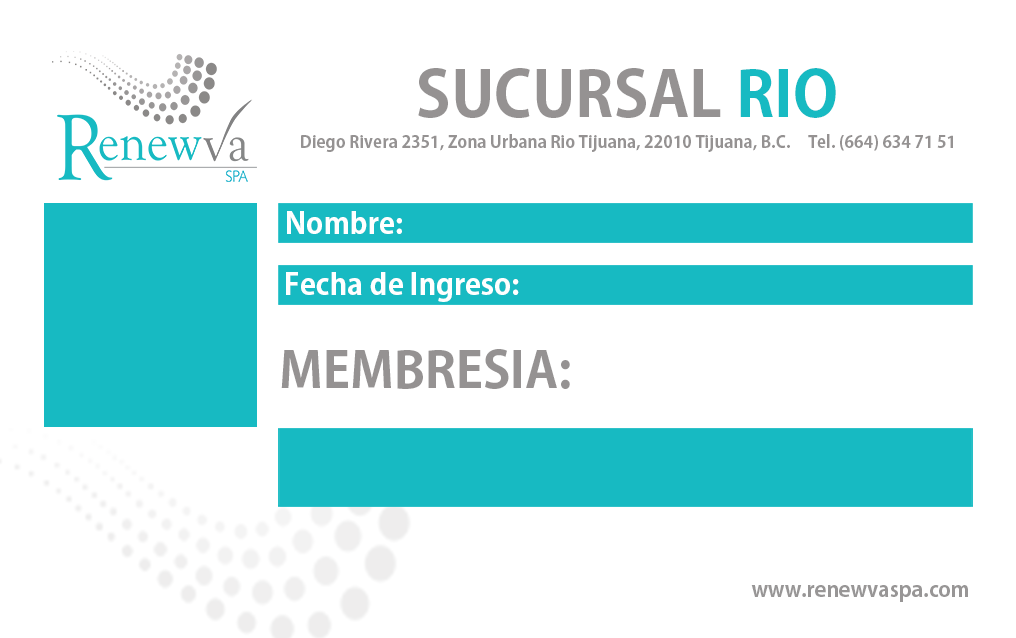 Renewva
SPA
SUCURSAL RIO
Diego Rivera 2351, Zona Urbana Rio Tijuana, 22010 Tijuana, B.C. Tel. (664) 634 71 51
Nombre:
Fecha de Ingreso:
MEMBRESIA:
www.renewvaspa.com